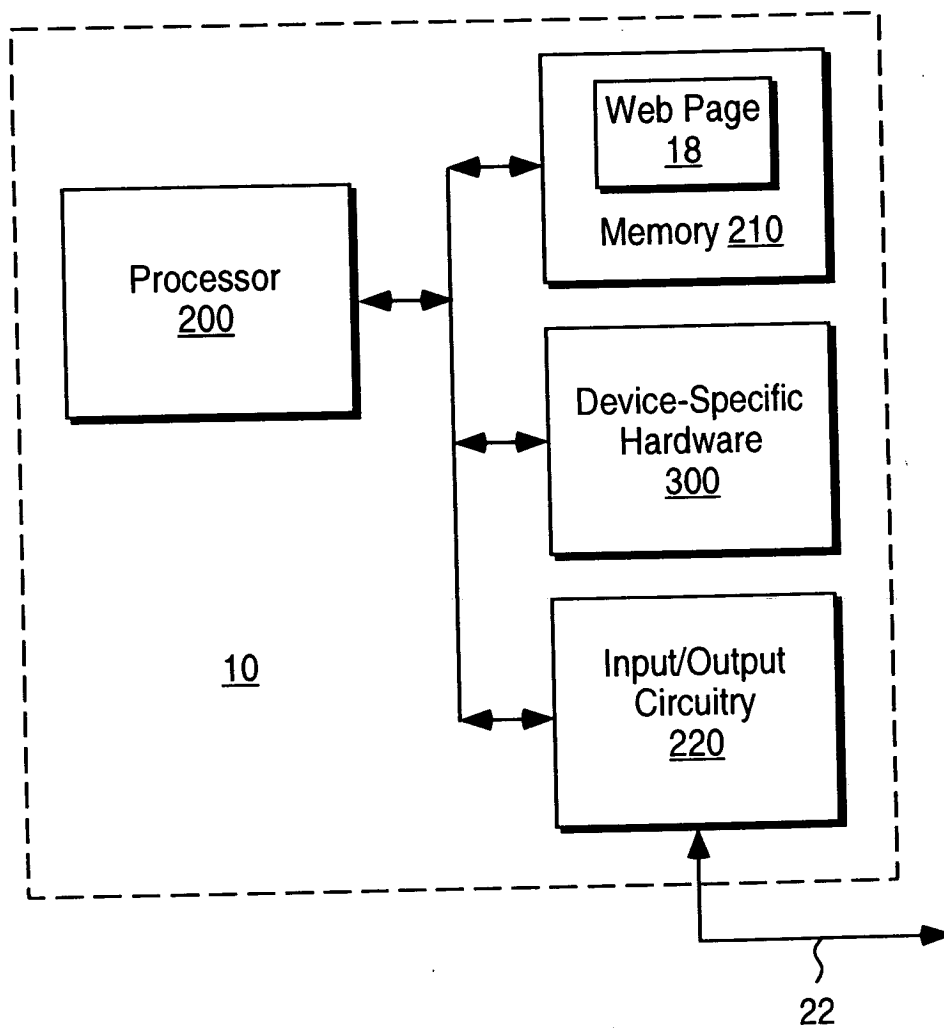 Web Page
18
Memory 210
Processor
200
Device-Specific
Hardware
300
10
Input/Output
Circuitry
220
22